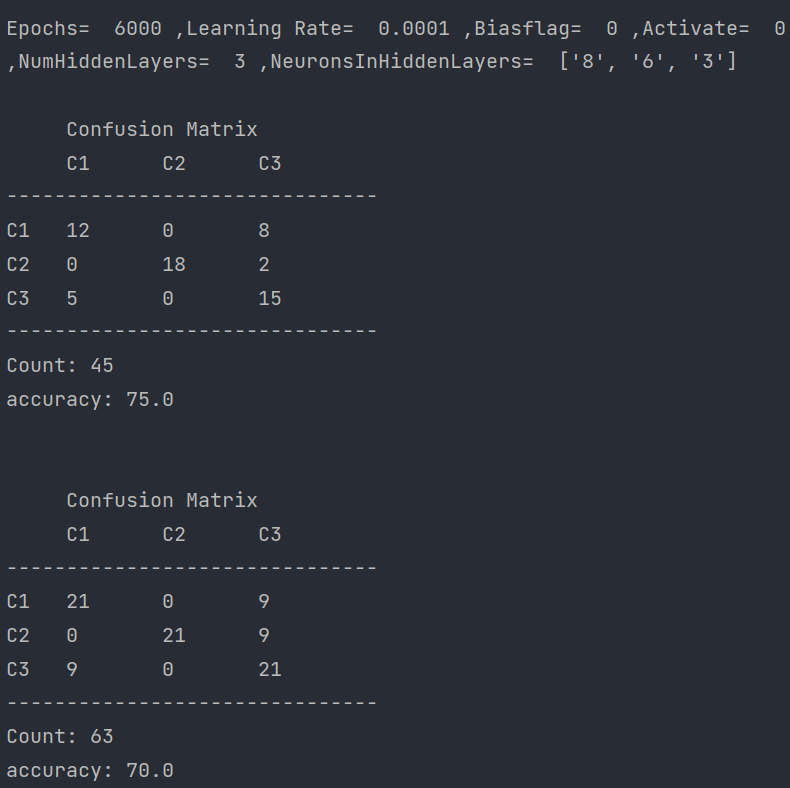 Epochs=  6000 ,Learning Rate=  0.0001 ,Biasflag=  0 ,Activate=  0
,NumHiddenLayers=  3 ,NeuronsInHiddenLayers=  ['8', '6', '3']
     Confusion Matrix
     C1      C2      C3
-------------------------------
C1   12      0       8
C2   0       18      2
C3   5       0       15
-------------------------------
Count: 45
accuracy: 75.0
     Confusion Matrix
     C1      C2      C3
-------------------------------
C1   21      0       9
C2   0       21      9
C3   9       0       21
-------------------------------
Count: 63
accuracy: 70.0